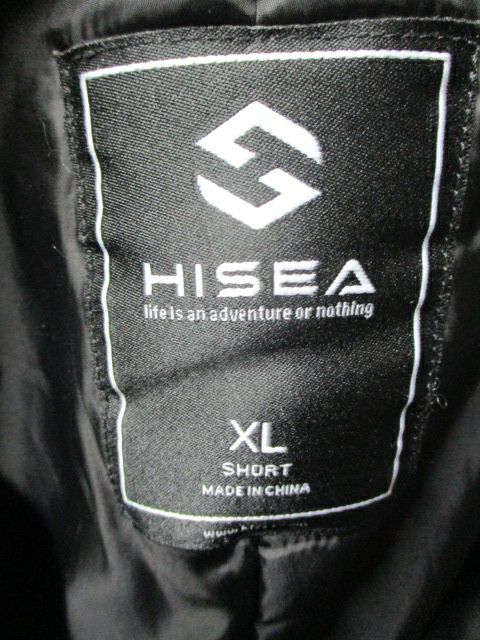 HISEA
life is an adventure or nothing
XL
SHORT
MADE IN CHINA